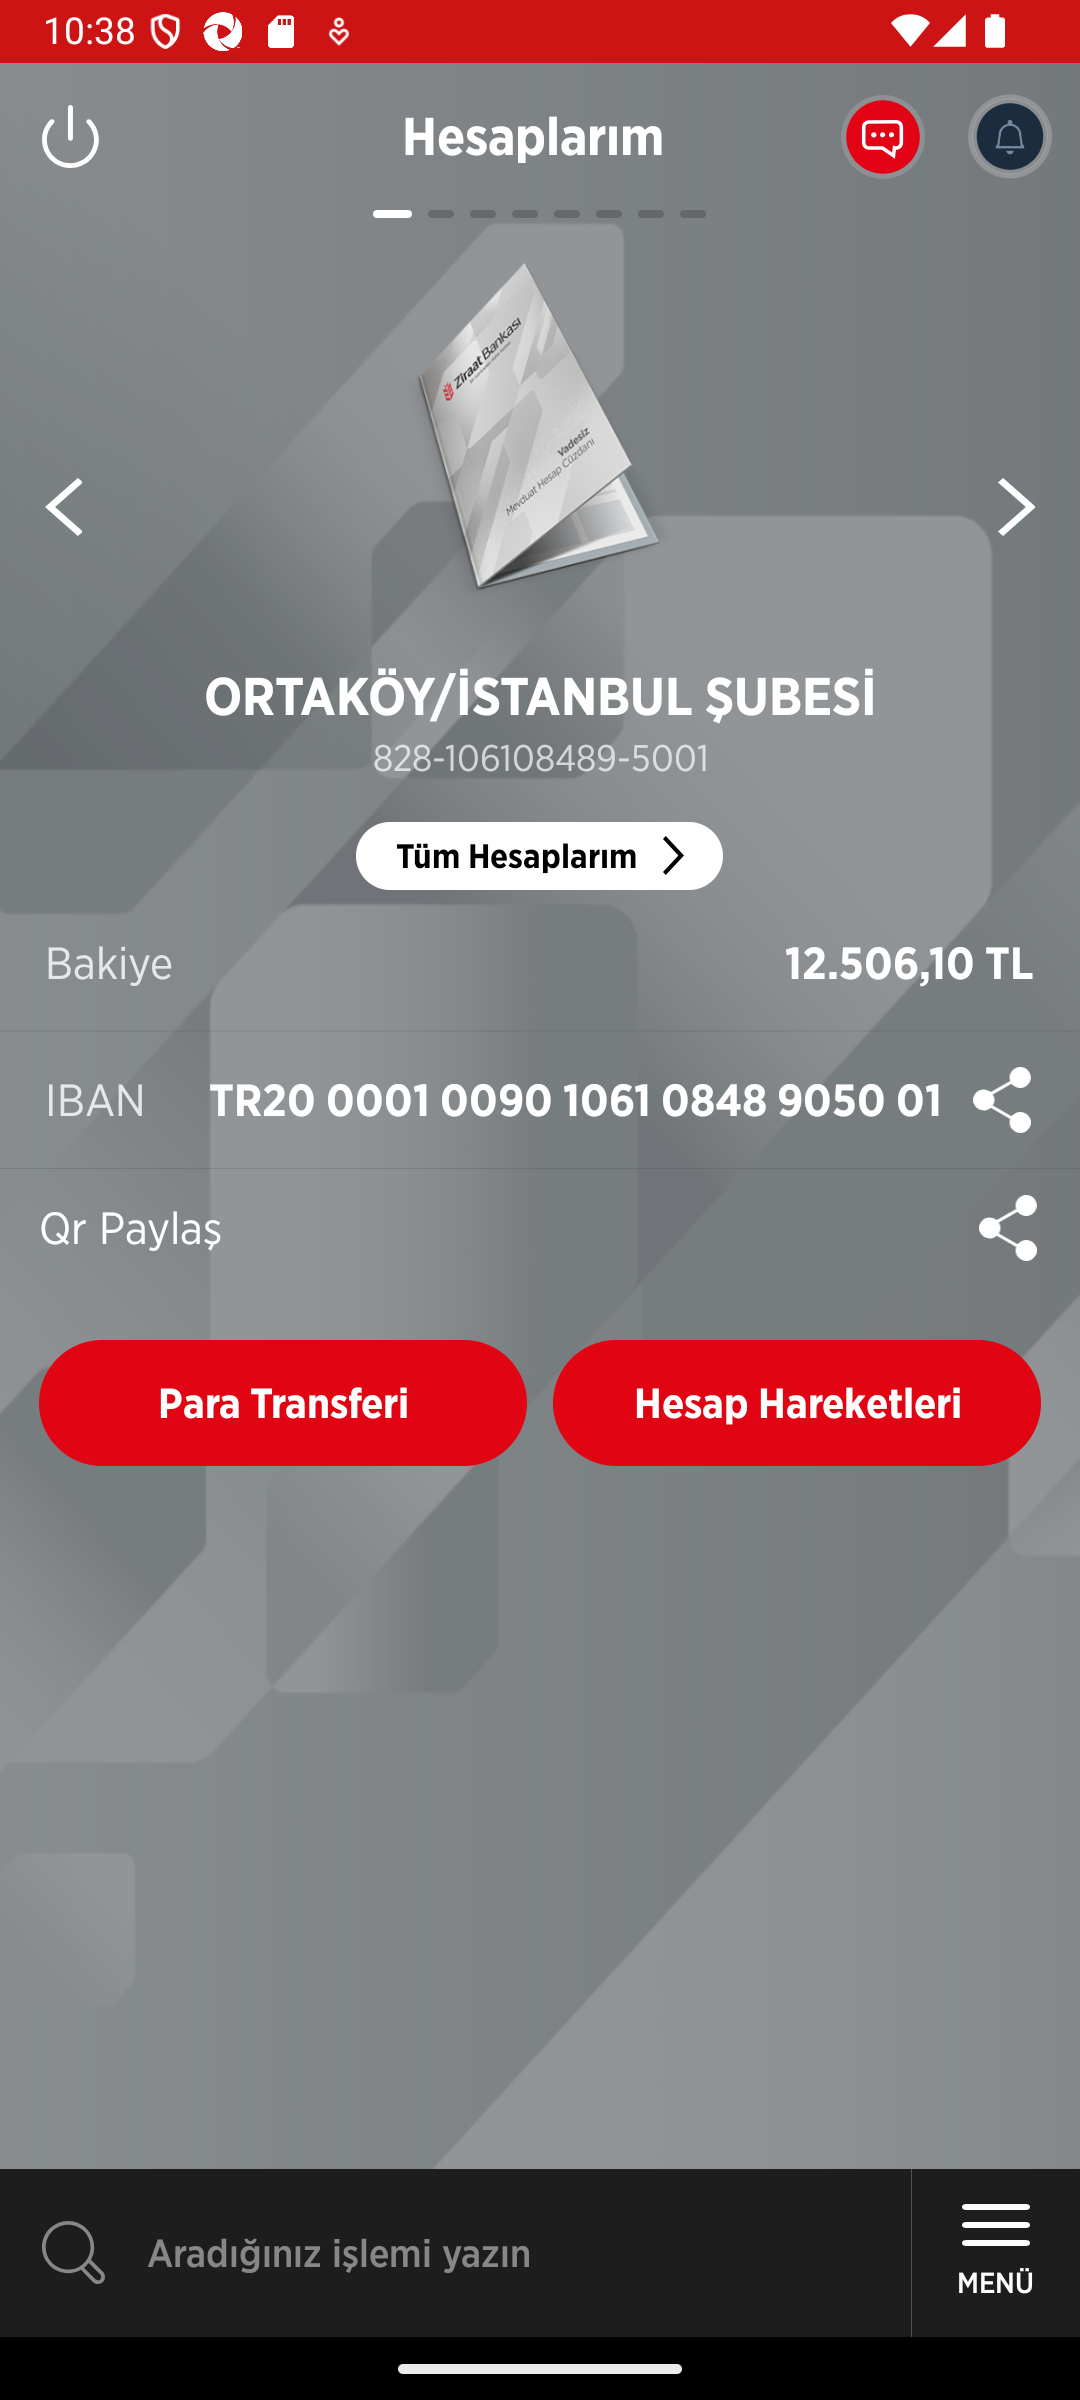 10:38
Hesaplarım
Ziraat Bankası
Vadesiz
Mevduat Hesap Cüzdanı
ORTAKÖY/İSTANBUL ŞUBESİ
828-106108489-5001
Tüm Hesaplarım
Bakiye 12.506,10 TL
IBAN TR20 0001 0090 1061 0848 9050 01
Qr Paylaş
Para Transferi Hesap Hareketleri
Aradığınız işlemi yazın
MENÜ